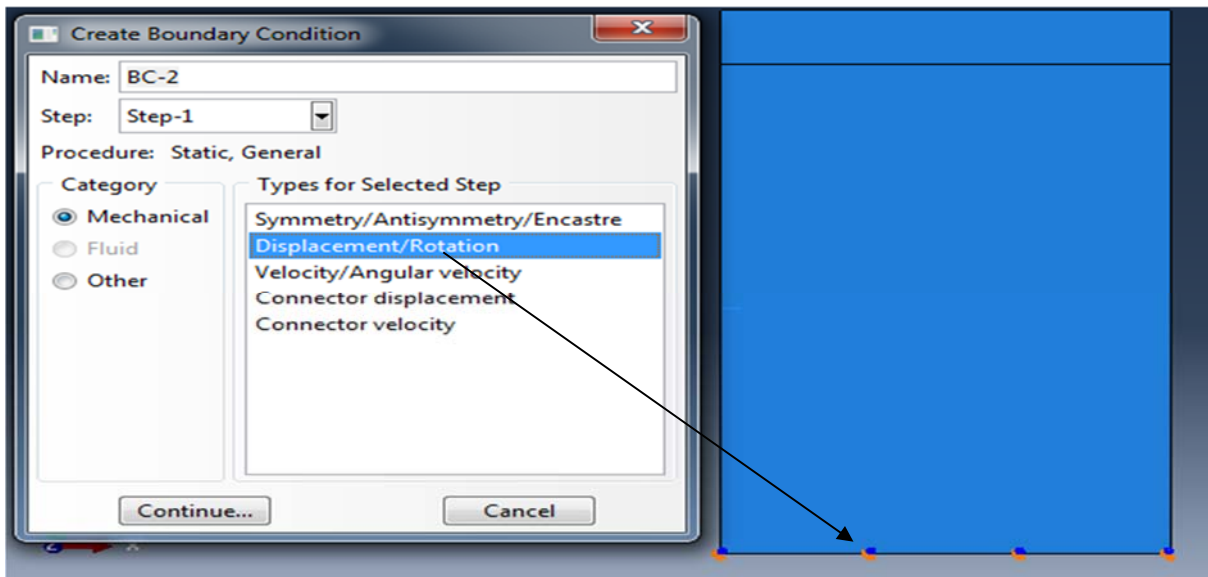 Create Boundary Condition
Name: BC-2
Step: Step-1
Procedure: Static, General
Category
Types for Selected Step
Mechanical
Fluid
Other
Symmetry/Antisymmetry/Encastre
Displacement/Rotation
Velocity/Angular velocity
Connector displacement
Connector velocity
Continue...
Cancel